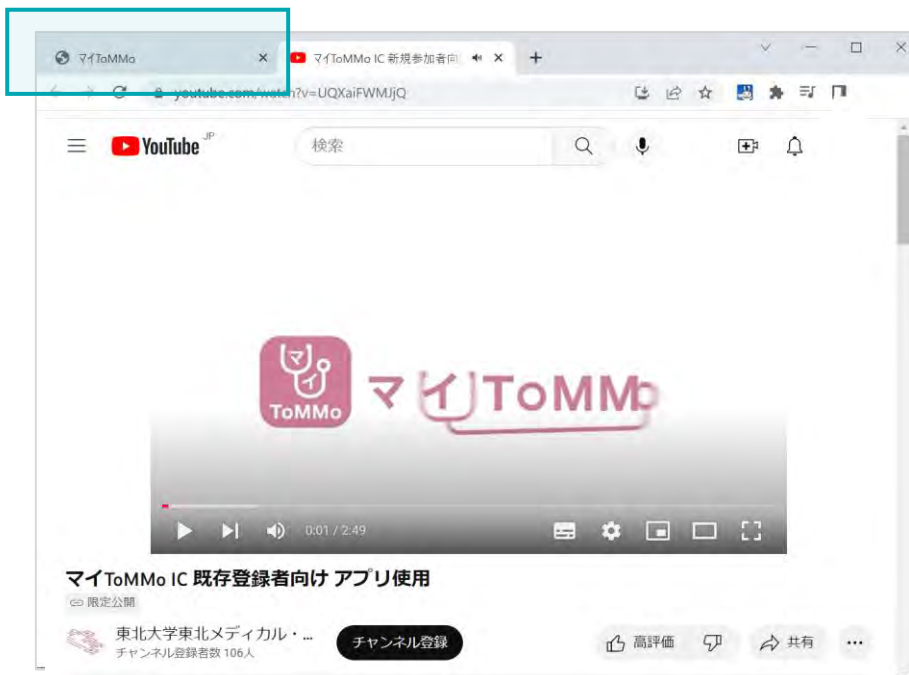 マイToMMo
マイToMMo IC 新規参加者向
youtube.com/watch?v=UQXaiFWMJjQ
YouTube JP
検索
マイ
ToMMo
マイToMMo
0:01 / 2:49
マイToMMo IC 既存登録者向け アプリ使用
限定公開
東北大学東北メディカル・...
チャンネル登録者数 106人
チャンネル登録
高評価
共有